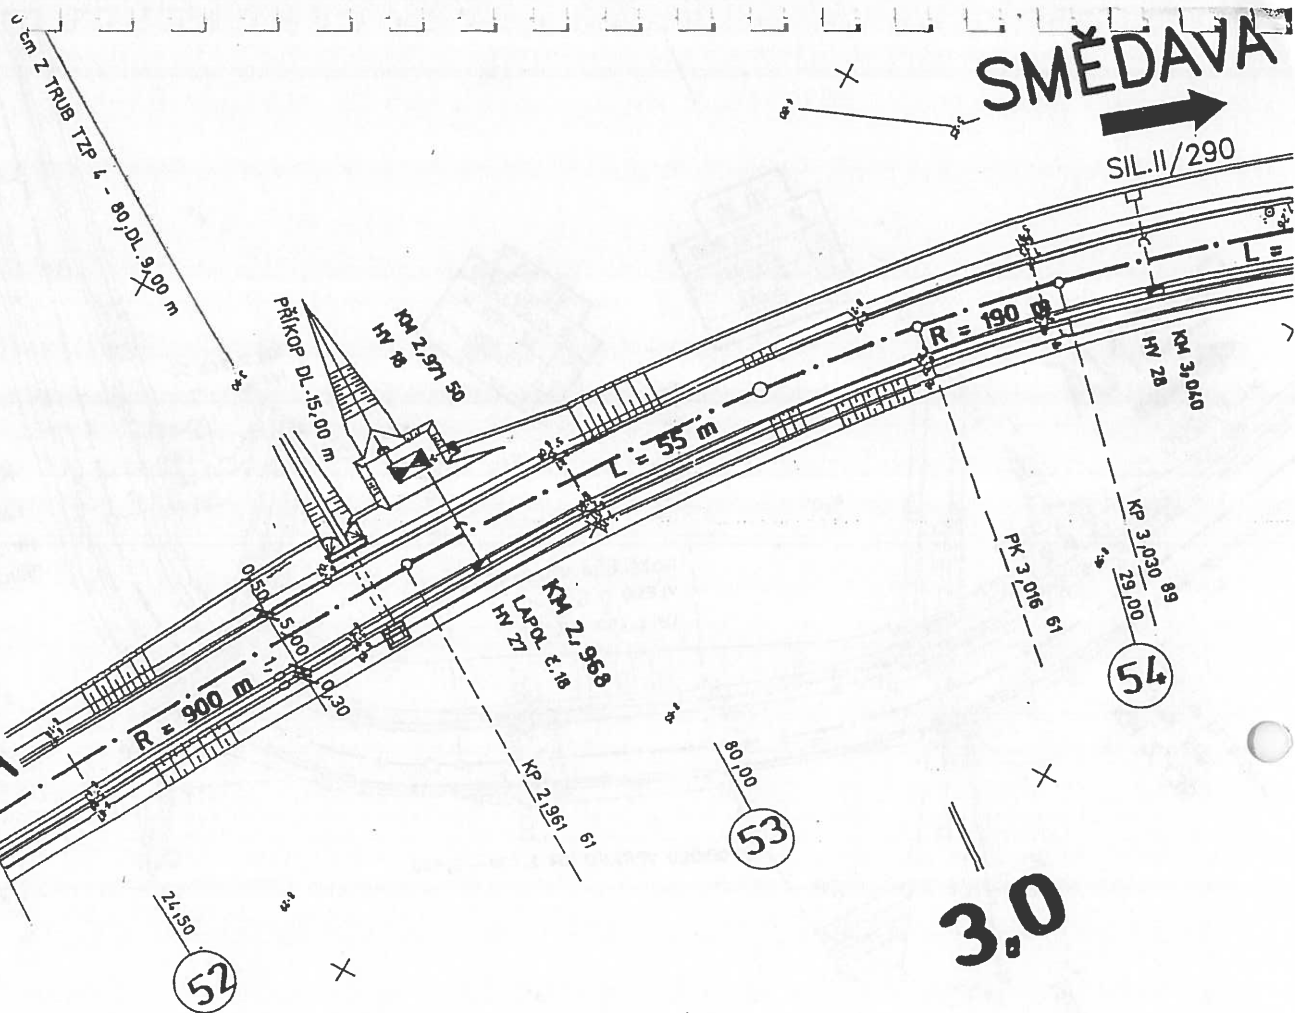 cm Z TRUB TZP 4 - 80, DL. 9,00 m
SMĚDAVA
SIL.II/290
PŘÍKOP DL. 15,00 m
KM 2,971 50
HV 18
R = 190 m
L =
KM 3,040
HV 28
L = 55 m
0,50
5,00
1,00
0,30
R = 900 m
KM 2,968
LAPOL č.18
HV 27
KP 2,961 61
PK 3,016 61
KP 3,030 89
29,00
54
80,00
53
24,50
52
3,0